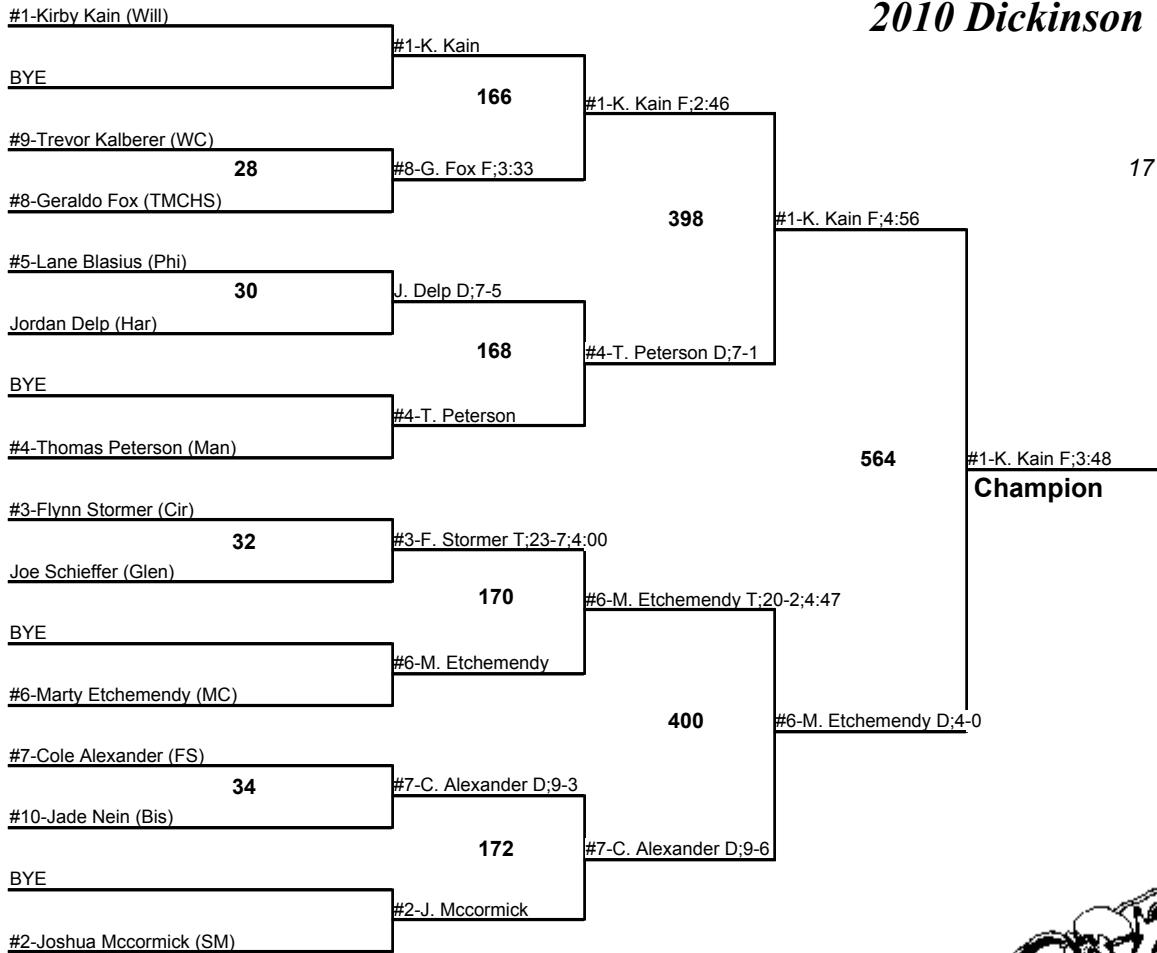 2010 Dickinson
17
#1-Kirby Kain (Will)
BYE
#9-Trevor Kalberer (WC)
28
#8-Geraldo Fox (TMCHS)
#5-Lane Blasius (Phi)
30
Jordan Delp (Har)
BYE
#4-Thomas Peterson (Man)
#3-Flynn Stormer (Cir)
32
Joe Schieffer (Glen)
BYE
#6-Marty Etchemendy (MC)
#7-Cole Alexander (FS)
34
#10-Jade Nein (Bis)
BYE
#2-Joshua Mccormick (SM)
#1-K. Kain
166
#8-G. Fox F;3:33
J. Delp D;7-5
168
#4-T. Peterson
#3-F. Stormer T;23-7;4:00
170
#6-M. Etchemendy
#7-C. Alexander D;9-3
172
#2-J. Mccormick
#1-K. Kain F;2:46
398
#4-T. Peterson D;7-1
#6-M. Etchemendy T;20-2;4:47
400
#7-C. Alexander D;9-6
#1-K. Kain F;4:56
564
#6-M. Etchemendy D;4-0
#1-K. Kain F;3:48
Champion